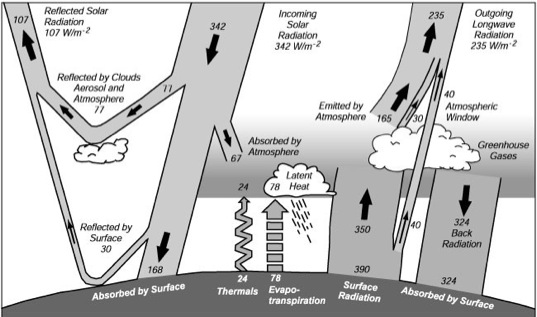 Reflected Solar
Radiation
107 W/m-2
107
342
Incoming
Solar
Radiation
342 W/m-2
235
Outgoing
Longwave
Radiation
235 W/m-2
Reflected by Clouds
Aerosol and
Atmosphere
77
77
Emitted by
Atmosphere
165
30
40
Atmospheric
Window
Greenhouse
Gases
Absorbed by
Atmosphere
67
24
78
Latent
Heat
Reflected by
Surface
30
350
40
324
Back
Radiation
168
390
324
Absorbed by Surface
24
Thermals
78
Evapo-
transpiration
Surface
Radiation
Absorbed by Surface